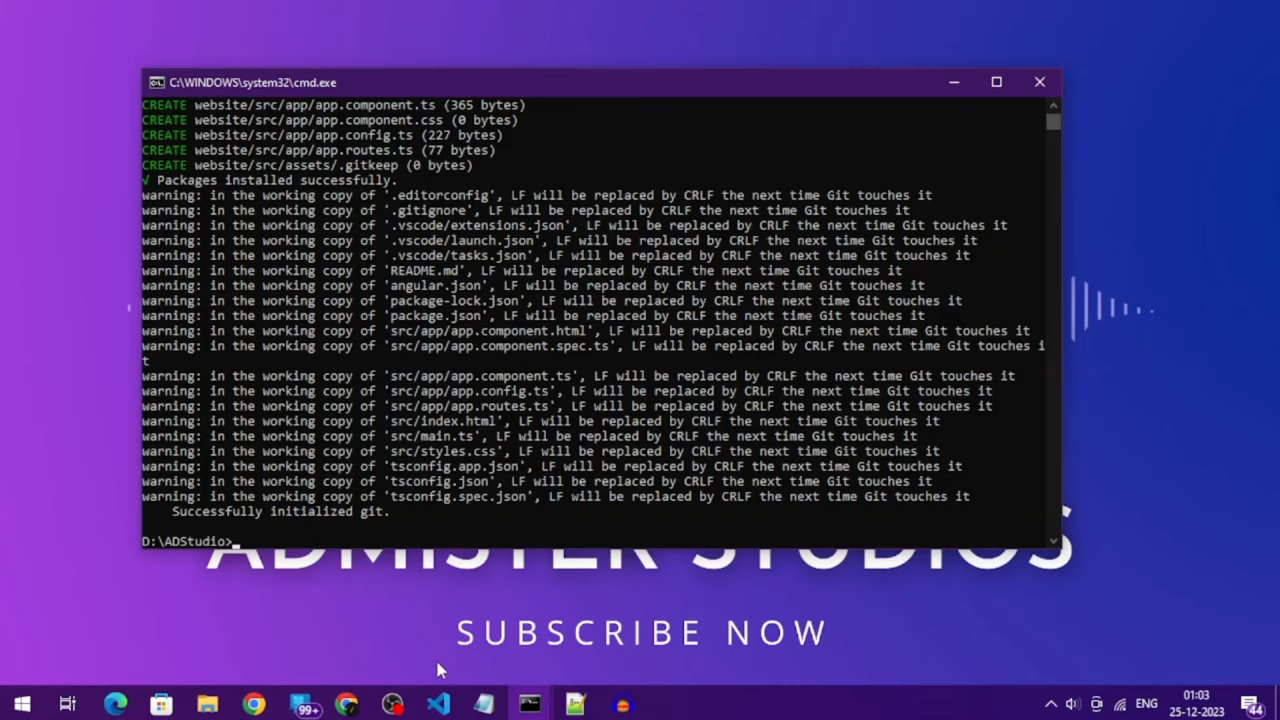 C:\WINDOWS\system32\cmd.exe
CREATE website/src/app/app.component.ts (365 bytes)
CREATE website/src/app/app.component.css (0 bytes)
CREATE website/src/app/app.config.ts (227 bytes)
CREATE website/src/app/app.routes.ts (77 bytes)
CREATE website/src/assets/.gitkeep (0 bytes)
√ Packages installed successfully.
warning: in the working copy of '.editorconfig', LF will be replaced by CRLF the next time Git touches it
warning: in the working copy of '.gitignore', LF will be replaced by CRLF the next time Git touches it
warning: in the working copy of '.vscode/extensions.json', LF will be replaced by CRLF the next time Git touches it
warning: in the working copy of '.vscode/launch.json', LF will be replaced by CRLF the next time Git touches it
warning: in the working copy of '.vscode/tasks.json', LF will be replaced by CRLF the next time Git touches it
warning: in the working copy of 'README.md', LF will be replaced by CRLF the next time Git touches it
warning: in the working copy of 'angular.json', LF will be replaced by CRLF the next time Git touches it
warning: in the working copy of 'package-lock.json', LF will be replaced by CRLF the next time Git touches it
warning: in the working copy of 'package.json', LF will be replaced by CRLF the next time Git touches it
warning: in the working copy of 'src/app/app.component.html', LF will be replaced by CRLF the next time Git touches it
warning: in the working copy of 'src/app/app.component.spec.ts', LF will be replaced by CRLF the next time Git touches i
t
warning: in the working copy of 'src/app/app.component.ts', LF will be replaced by CRLF the next time Git touches it
warning: in the working copy of 'src/app/app.config.ts', LF will be replaced by CRLF the next time Git touches it
warning: in the working copy of 'src/app/app.routes.ts', LF will be replaced by CRLF the next time Git touches it
warning: in the working copy of 'src/index.html', LF will be replaced by CRLF the next time Git touches it
warning: in the working copy of 'src/main.ts', LF will be replaced by CRLF the next time Git touches it
warning: in the working copy of 'src/styles.css', LF will be replaced by CRLF the next time Git touches it
warning: in the working copy of 'tsconfig.app.json', LF will be replaced by CRLF the next time Git touches it
warning: in the working copy of 'tsconfig.json', LF will be replaced by CRLF the next time Git touches it
warning: in the working copy of 'tsconfig.spec.json', LF will be replaced by CRLF the next time Git touches it
Successfully initialized git.
D:\ADStudio>
ADMISTER STUDIOS
SUBSCRIBE NOW
99+
ENG
01:03
25-12-2023
44